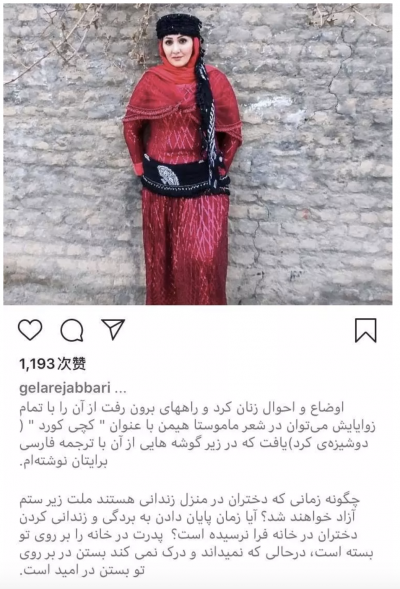 1,193次赞
gelarejabbari ...
اوضاع و احوال زنان کرد و راههای برون رفت از آن را با تمام
زوایایش می‌توان در شعر ماموستا هیمن با عنوان " کچی کورد " (
دوشیزه‌ی کرد)یافت که در زیر گوشه هایی از آن با ترجمه فارسی
برایتان نوشته‌ام.
چگونه زمانی که دختران در منزل زندانی هستند ملت زیر ستم
آزاد خواهند شد؟ آیا زمان پایان دادن به بردگی و زندانی کردن
دختران در خانه فرا نرسیده است؟ پدرت در خانه را بر روی تو
بسته است، درحالی که نمیداند و درک نمی کند بستن در بر روی
تو بستن در امید است.